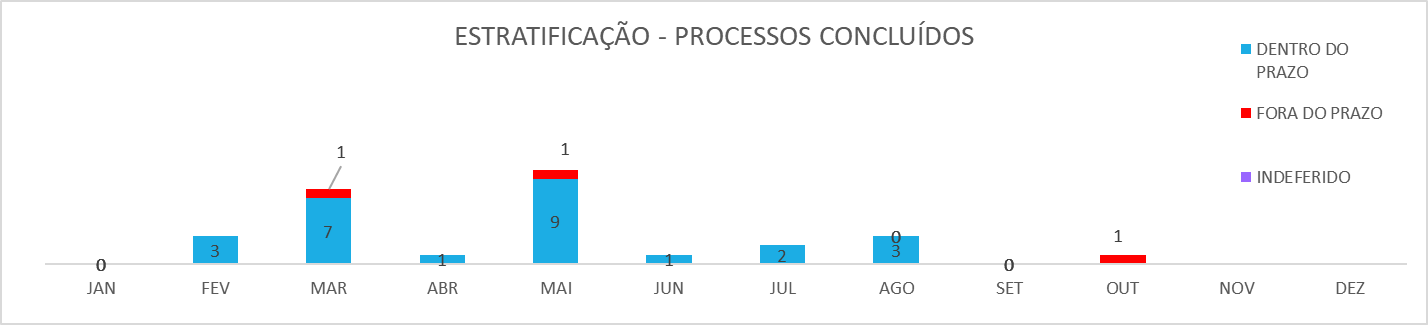 ESTRATIFICAÇÃO - PROCESSOS CONCLUÍDOS
DENTRO DO
PRAZO
FORA DO PRAZO
INDEFERIDO
1
1
0
3
7
1
9
1
2
0
3
0
1
JAN FEV MAR ABR MAI JUN JUL AGO SET OUT NOV DEZ